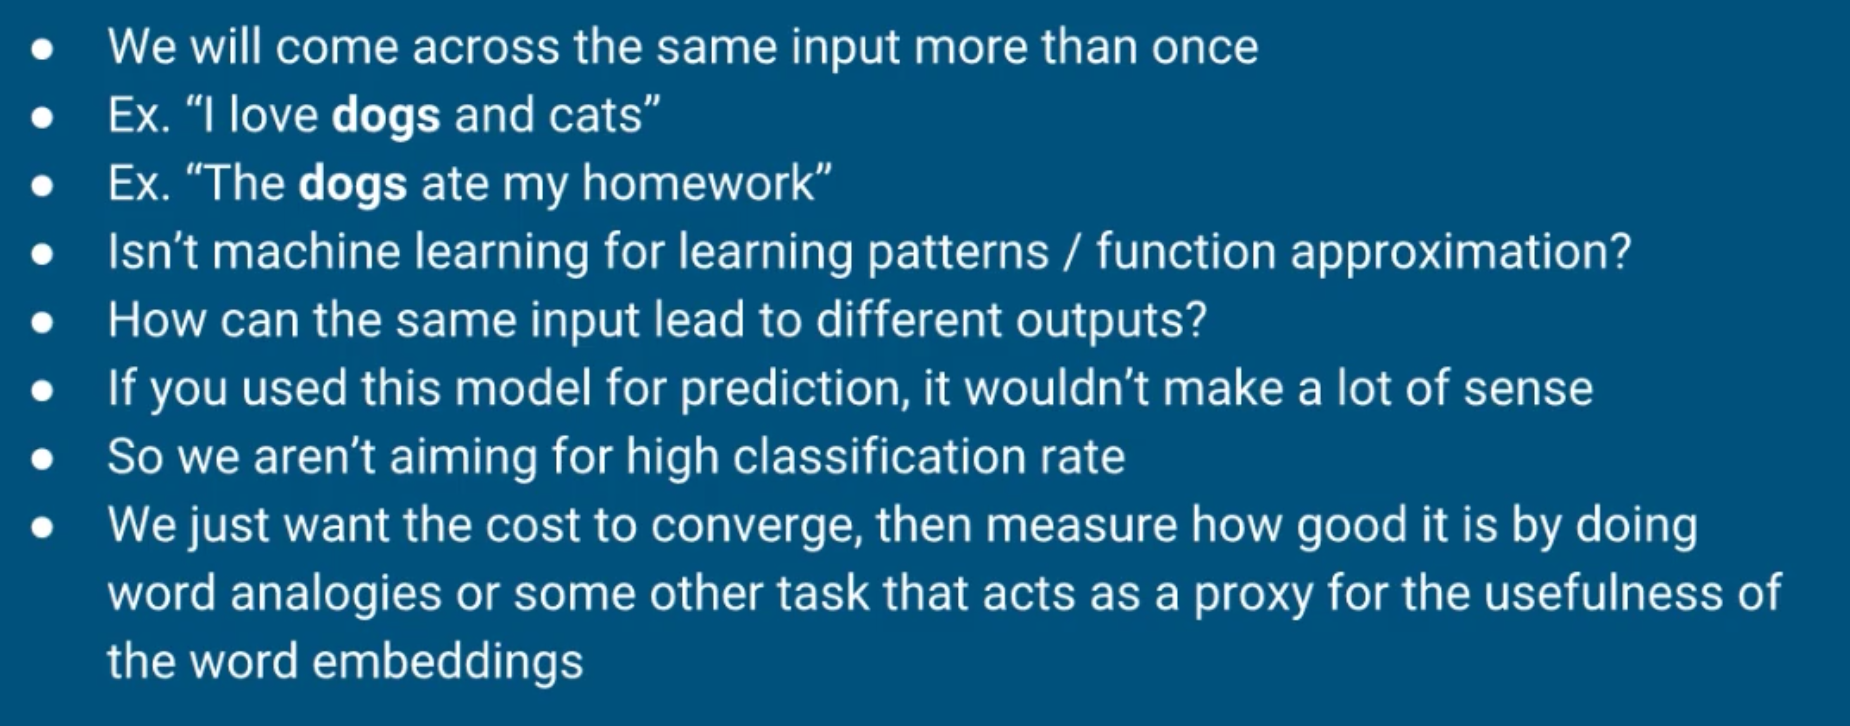 • We will come across the same input more than once
• Ex. “I love dogs and cats”
• Ex. “The dogs ate my homework”
• Isn’t machine learning for learning patterns / function approximation?
• How can the same input lead to different outputs?
• If you used this model for prediction, it wouldn’t make a lot of sense
• So we aren’t aiming for high classification rate
• We just want the cost to converge, then measure how good it is by doing
word analogies or some other task that acts as a proxy for the usefulness of
the word embeddings